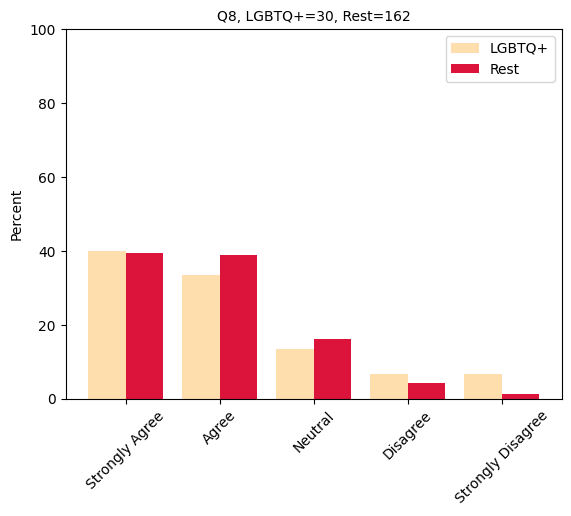 Q8, LGBTQ+=30, Rest=162
LGBTQ+
Rest
Percent
100
80
60
40
20
0
Strongly Agree
Agree
Neutral
Disagree
Strongly Disagree